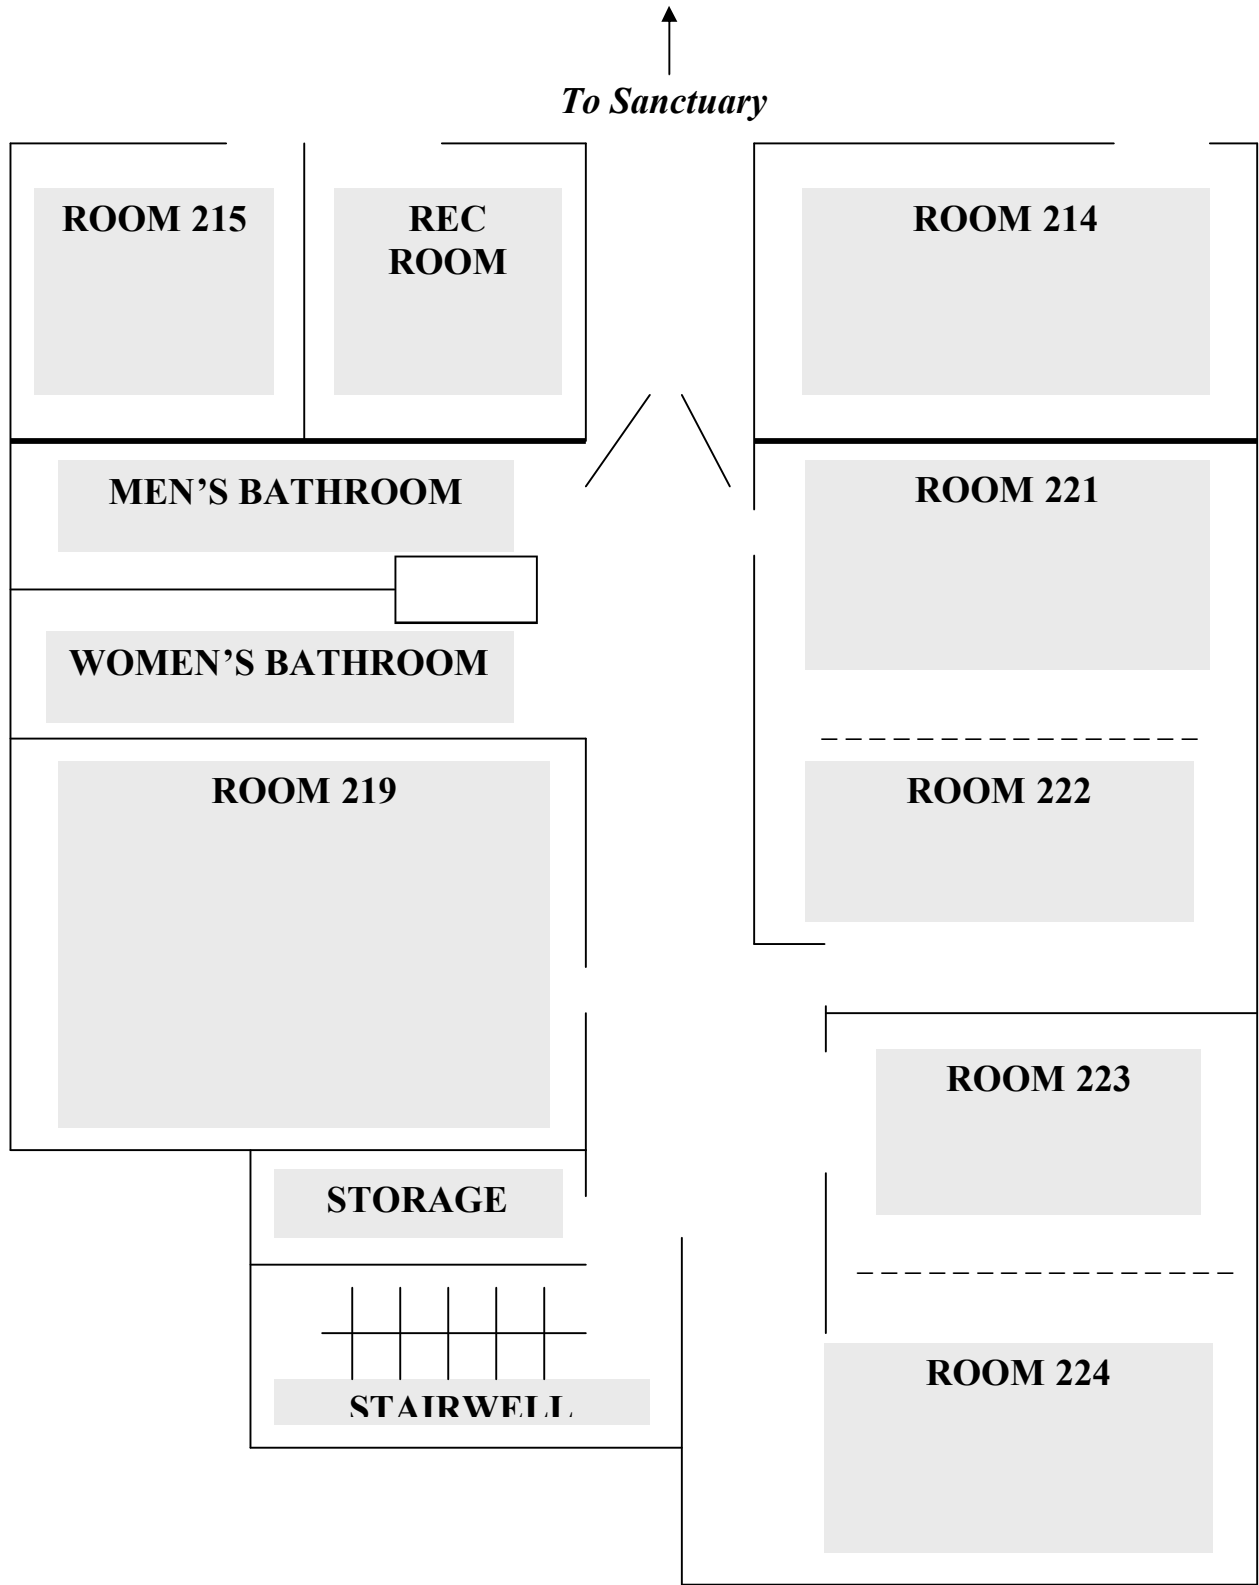 To Sanctuary
ROOM 215
REC
ROOM
ROOM 214
MEN'S BATHROOM
ROOM 221
WOMEN'S BATHROOM
ROOM 219
ROOM 222
ROOM 223
STORAGE
ROOM 224
STAIRWELL